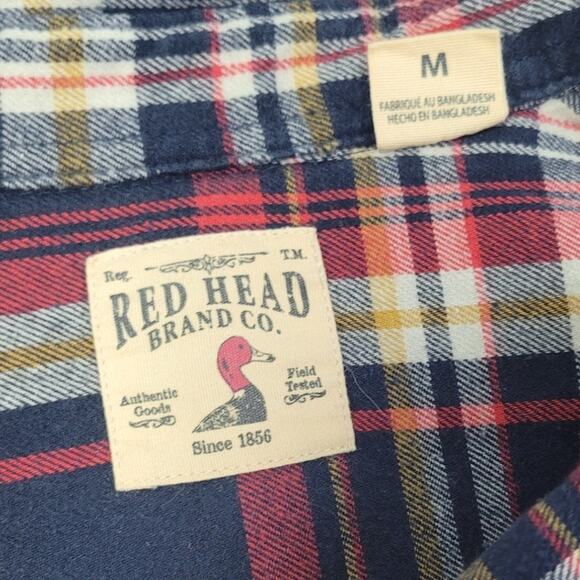 M
FABRIQUÉ AU BANGLADESH
HECHO EN BANGLADESH
Reg. T.M.
RED HEAD
BRAND CO.
Authentic Goods
Field Tested
Since 1856